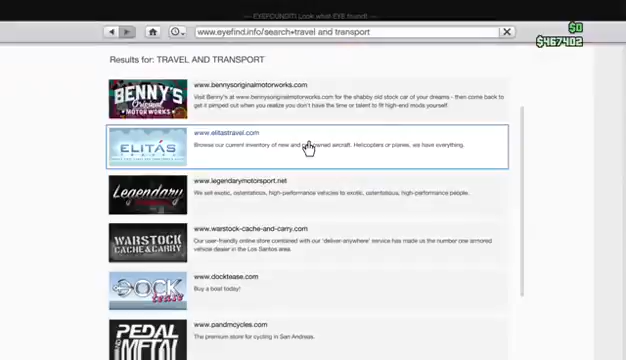 — EYEFOUNDIT! Look what EYE found! —
www.eyefind.info/search=travel and transport
$0
$467402
Results for: TRAVEL AND TRANSPORT
BENNY'S
Original
MOTOR WORKS
www.bennysoriginalmotorworks.com
Visit Benny's at www.bennysoriginalmotorworks.com for the shabby old stock car of your dreams - then come back to
get it pimped out when you realize you don't have the time or talent to fit high-end mods yourself.
ELITÁS
www.elitastravel.com
Browse our current inventory of new and owned aircraft. Helicopters or planes, we have everything.
Legendary
www.legendarymotorsport.net
We sell exotic, ostentatious, high-performance vehicles to exotic, ostentatious, high-performance people.
WARSTOCK
CACHE & CARRY
www.warstock-cache-and-carry.com
Our user-friendly online store combined with our 'deliver-anywhere' service has made us the number one armored
vehicle dealer in the Los Santos area
DOCK
tease
www.docktease.com
Buy a boat today!
PEDAL
AND
METAL
www.pandmcycles.com
The premium store for cycling in San Andreas.